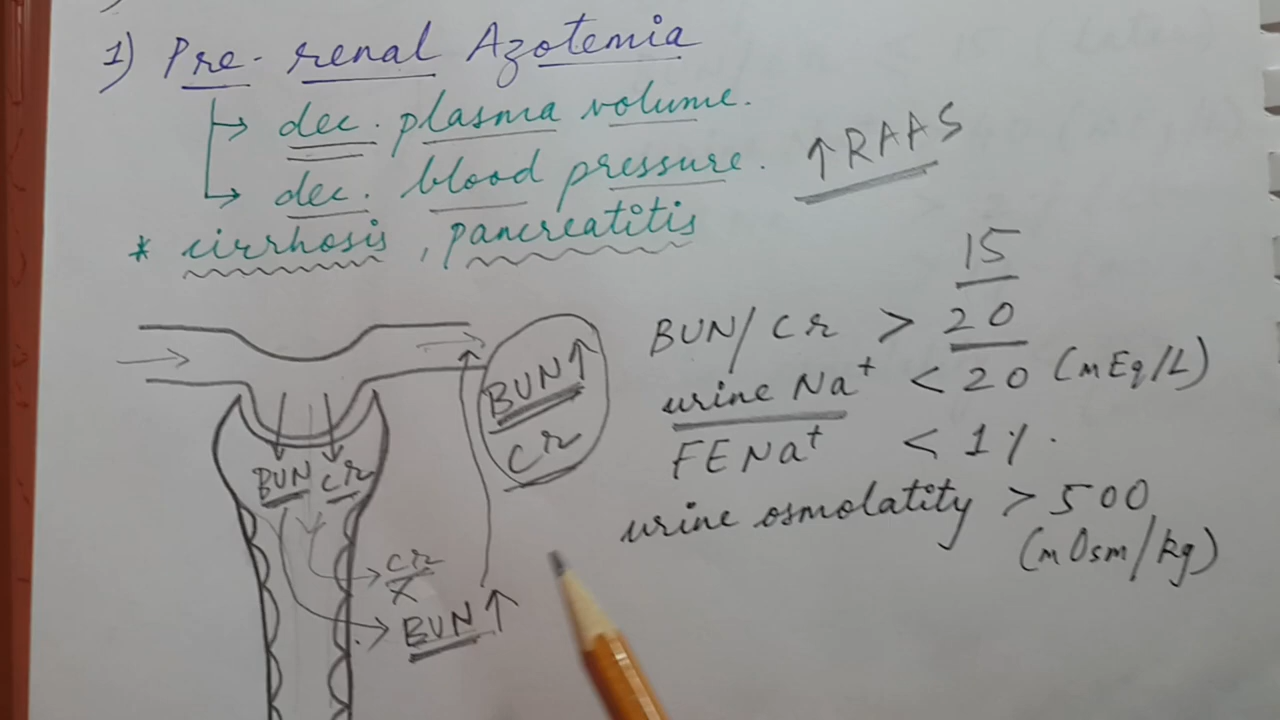 1) Pre-renal Azotemia
dec. plasma volume.
dec. blood pressure.
↑RAAS
* cirrhosis, pancreatitis
15
BUN/Cr > 20
urine Na+ < 20 (mEq/L)
FENa+ < 1%.
urine osmolatity > 500
(mOsm/kg)
BUN↑
Cr
BUN Cr
Cr
X
BUN↑